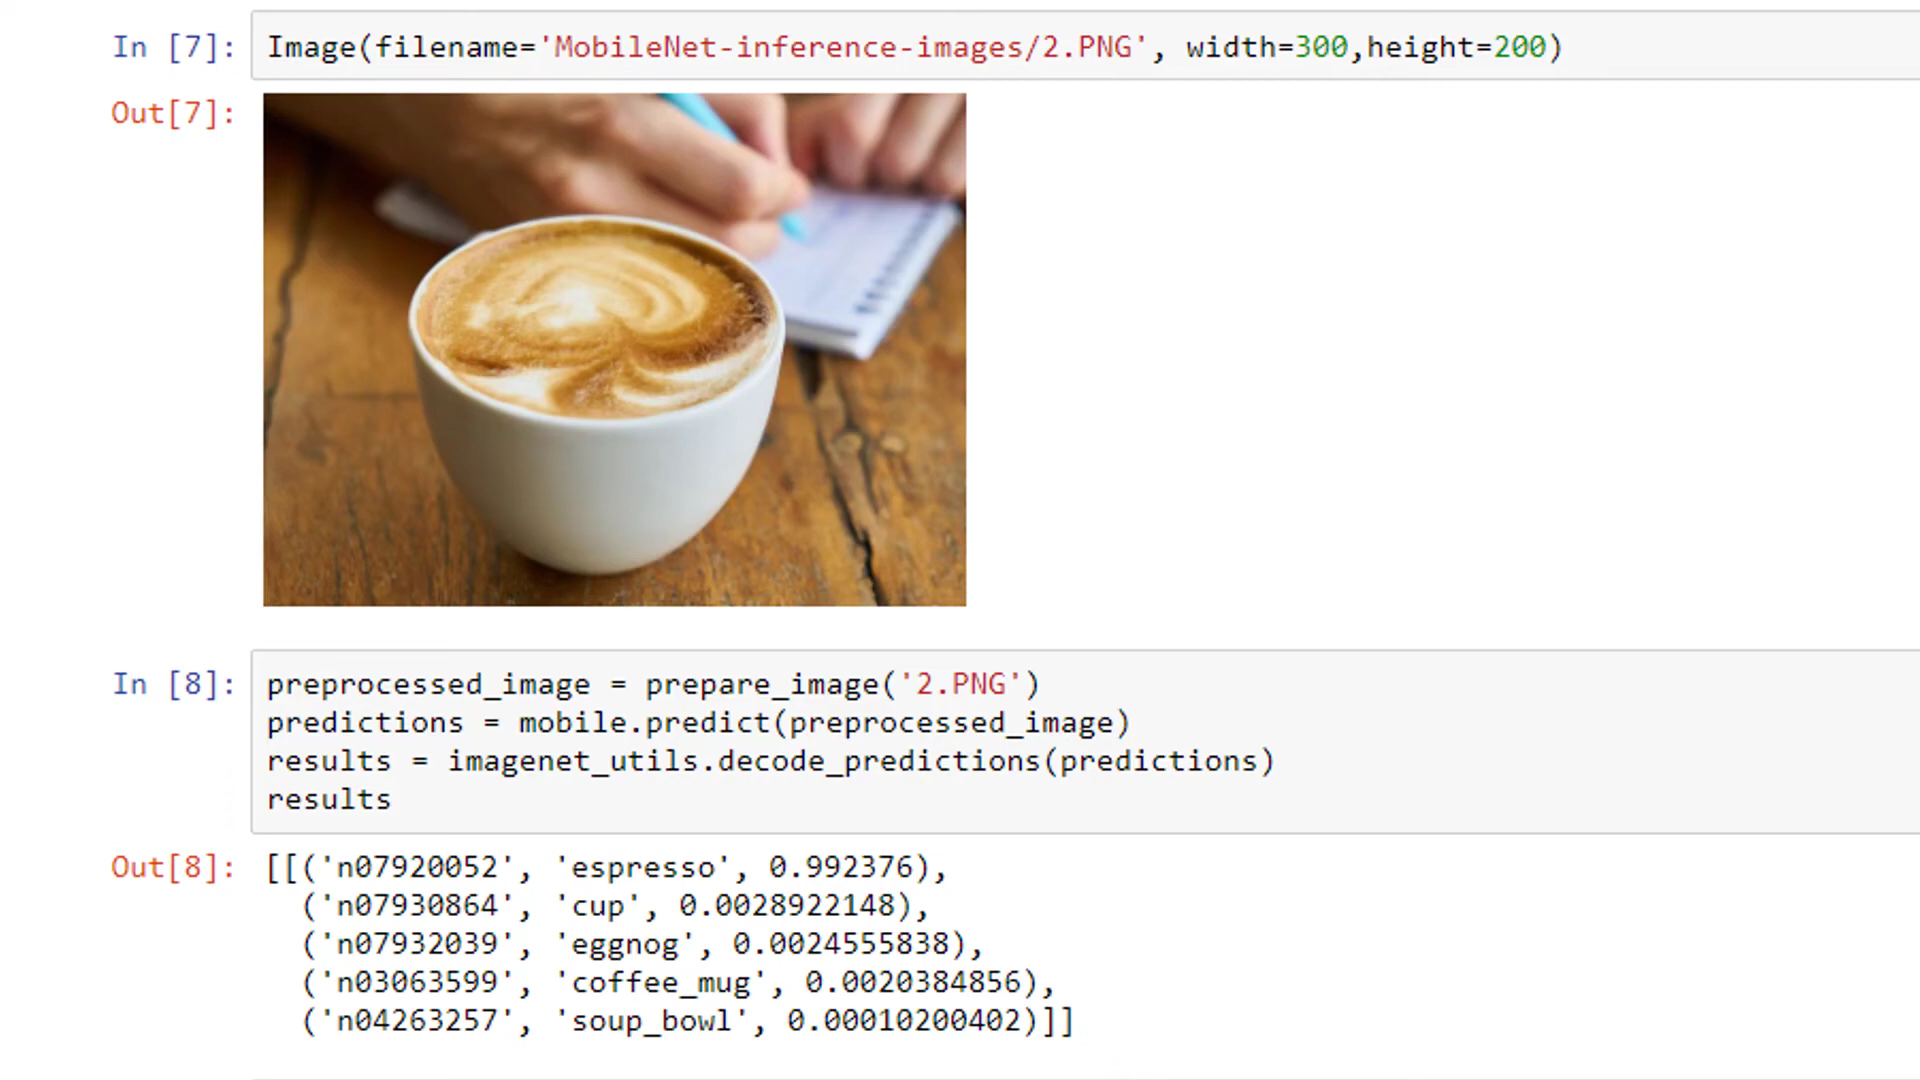 In [7]: Image(filename='MobileNet-inference-images/2.PNG', width=300,height=200)
Out[7]:
In [8]: preprocessed_image = prepare_image('2.PNG')
predictions = mobile.predict(preprocessed_image)
results = imagenet_utils.decode_predictions(predictions)
results
Out[8]: [[('n07920052', 'espresso', 0.992376),
('n07930864', 'cup', 0.0028922148),
('n07932039', 'eggnog', 0.0024555838),
('n03063599', 'coffee_mug', 0.0020384856),
('n04263257', 'soup_bowl', 0.00010200402)]]